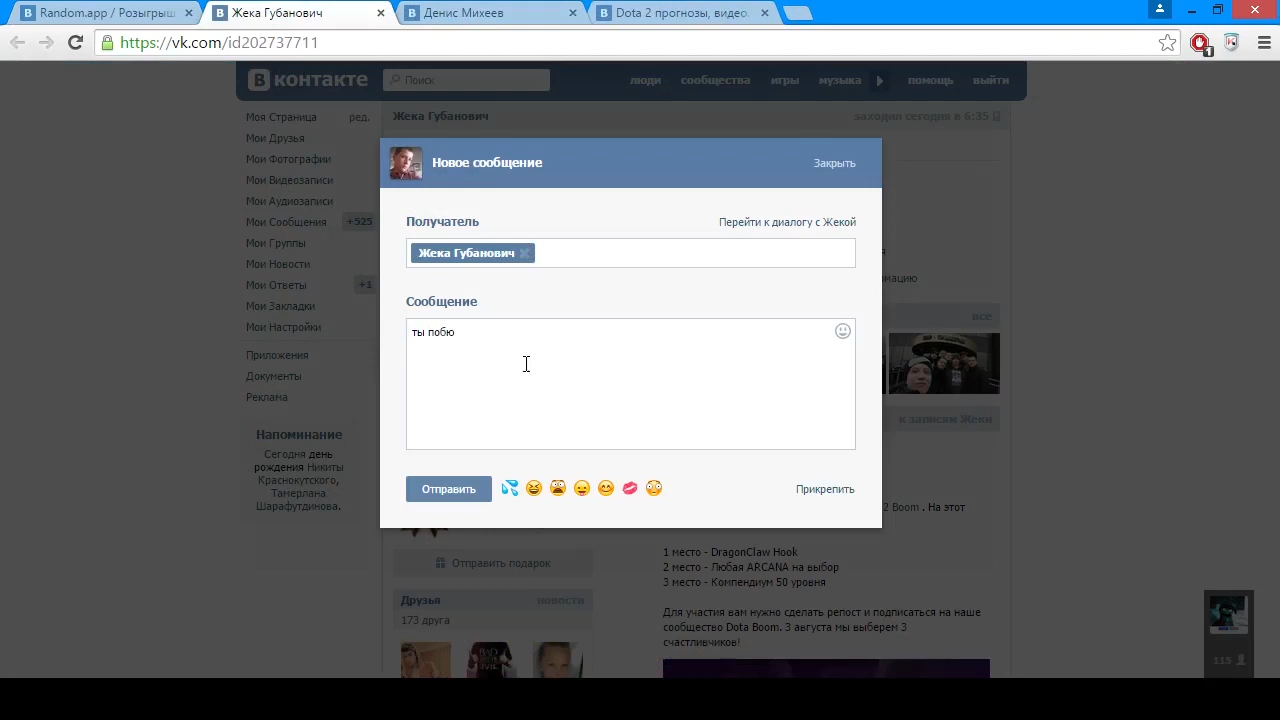 Random.app / Розыгрыш
Жека Губанович
Денис Михеев
Dota 2 прогнозы, видео.
https://vk.com/id202737711
1
В контакте
Поиск
люди сообщества игры музыка помощь выйти
Моя Страница ред.
Мои Друзья
Мои Фотографии
Мои Видеозаписи
Мои Аудиозаписи
Мои Сообщения +525
Мои Группы
Мои Новости
Мои Ответы +1
Мои Закладки
Мои Настройки
Приложения
Документы
Реклама
Напоминание
Сегодня день
рождения Никиты
Краснокутского,
Тамерлана
Шарафутдинова.
Жека Губанович
заходил сегодня в 6:35
Новое сообщение
Закрыть
Получатель
Перейти к диалогу с Жекой
Жека Губанович
Сообщение
ты побю
Отправить
Прикрепить
все
к записям Жеки
2 Boom . На этот
1 место - DragonClaw Hook
2 место - Любая ARCANA на выбор
3 место - Компендиум 50 уровня
Для участия вам нужно сделать репост и подписаться на наше
сообщество Dota Boom. 3 августа мы выберем 3
счастливчиков!
Отправить подарок
Друзья новости
173 друга
115